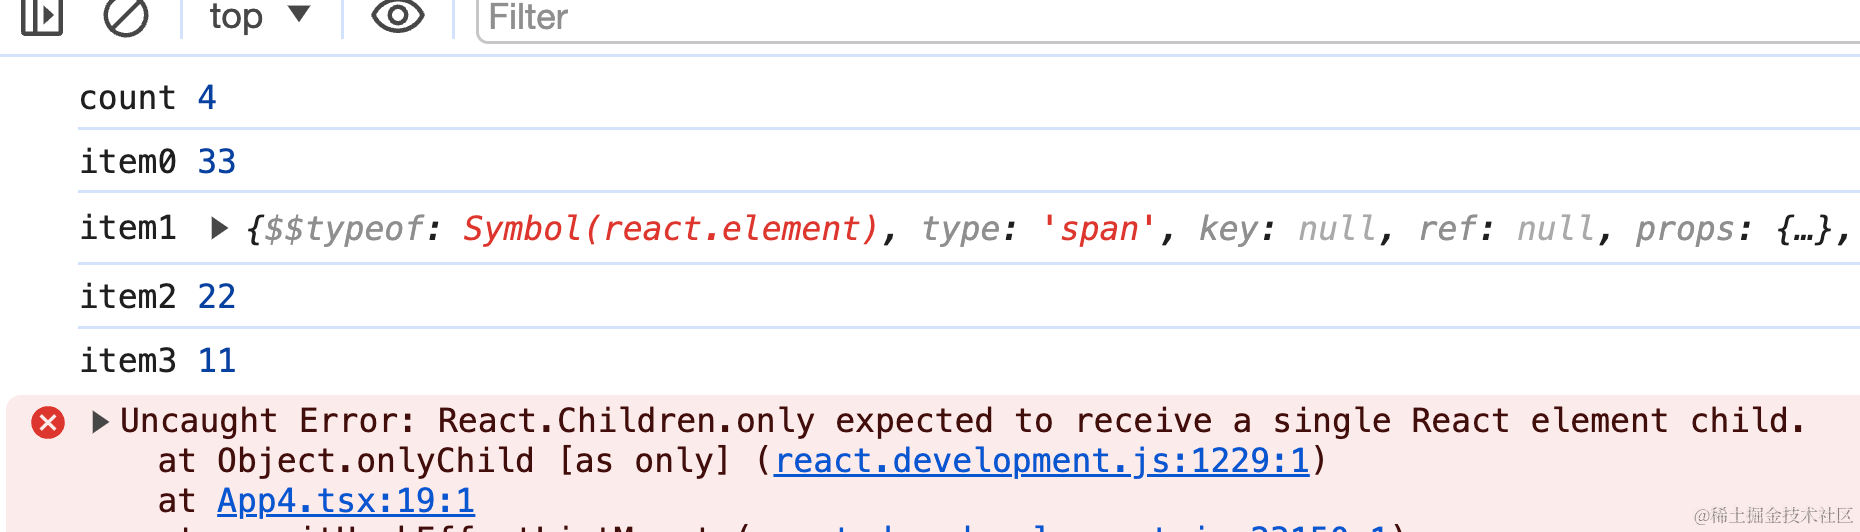 top ▼ Filter
count 4
item0 33
item1 ▶ {$$typeof: Symbol(react.element), type: 'span', key: null, ref: null, props: {…},
item2 22
item3 11
▶ Uncaught Error: React.Children.only expected to receive a single React element child.
at Object.onlyChild [as only] (react.development.js:1229:1)
at App4.tsx:19:1
@稀土掘金技术社区